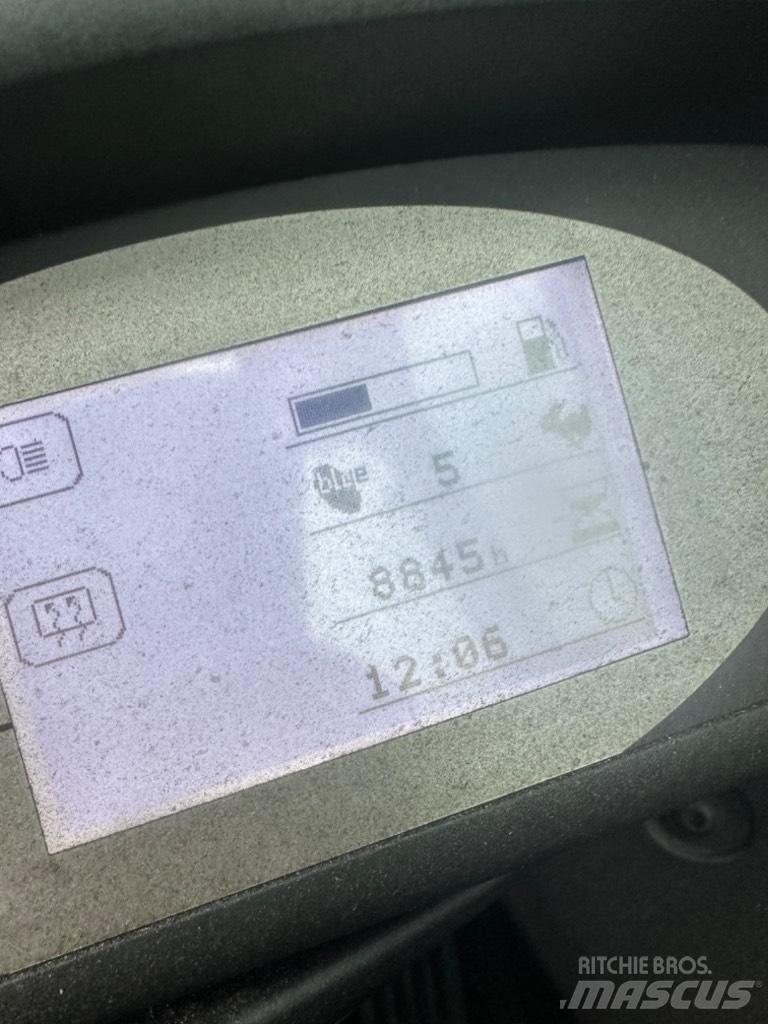 blue 5
8845h
12:06
RITCHIE BROS.
MASCUS